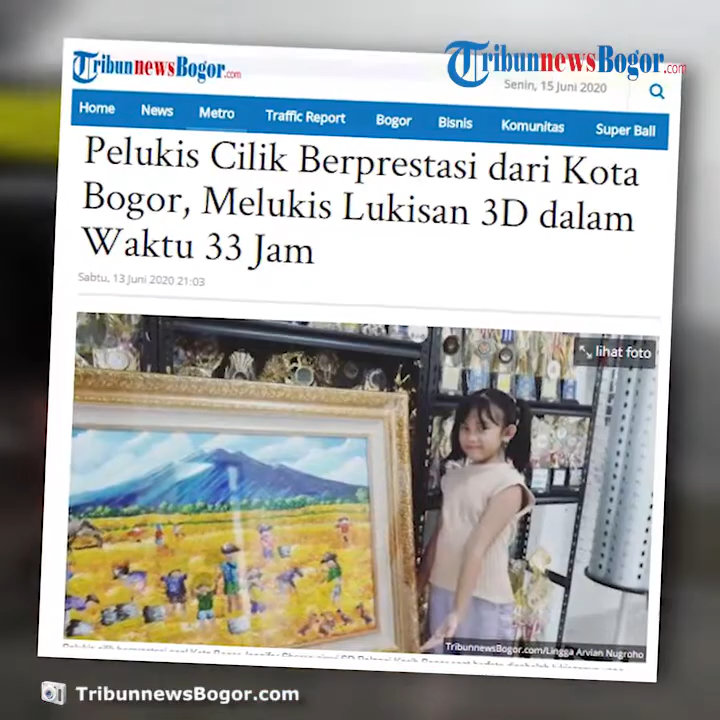 TribunnewsBogor.com
TribunnewsBogor.com
Senin, 15 Juni 2020
Home News Metro Traffic Report Bogor Bisnis Komunitas Super Ball
Pelukis Cilik Berprestasi dari Kota
Bogor, Melukis Lukisan 3D dalam
Waktu 33 Jam
Sabtu, 13 Juni 2020 21:03
lihat foto
TribunnewsBogor.com/Lingga Arvian Nugroho
TribunnewsBogor.com